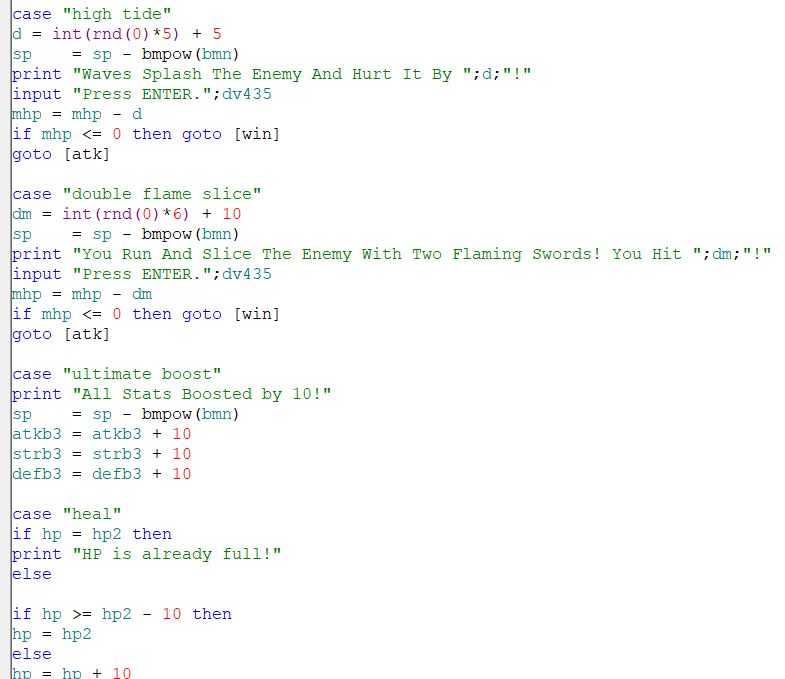 case "high tide"
d = int(rnd(0)*5) + 5
sp    = sp - bmpow(bmn)
print "Waves Splash The Enemy And Hurt It By ";d;"!"
input "Press ENTER.";dv435
mhp = mhp - d
if mhp <= 0 then goto [win]
goto [atk]

case "double flame slice"
dm = int(rnd(0)*6) + 10
sp    = sp - bmpow(bmn)
print "You Run And Slice The Enemy With Two Flaming Swords! You Hit ";dm;"!"
input "Press ENTER.";dv435
mhp = mhp - dm
if mhp <= 0 then goto [win]
goto [atk]

case "ultimate boost"
print "All Stats Boosted by 10!"
sp    = sp - bmpow(bmn)
atkb3 = atkb3 + 10
strb3 = strb3 + 10
defb3 = defb3 + 10

case "heal"
if hp = hp2 then
print "HP is already full!"
else

if hp >= hp2 - 10 then
hp = hp2
else
hp = hp + 10